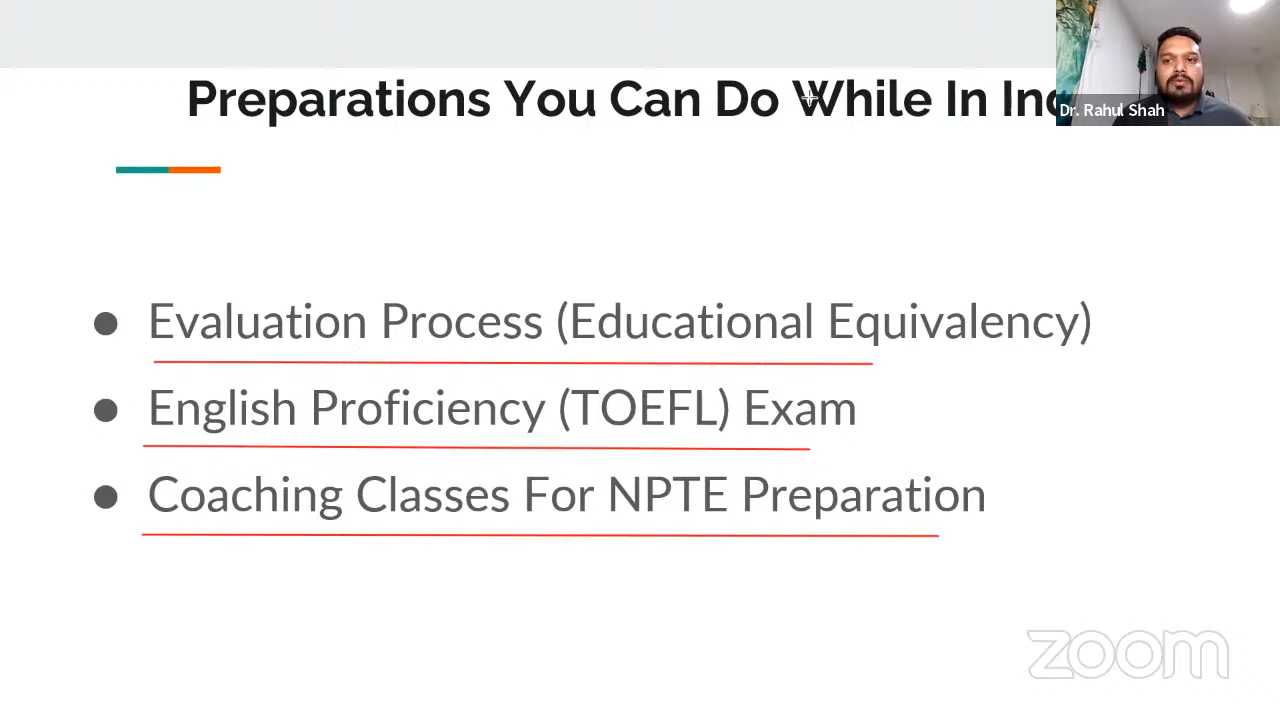 Preparations You Can Do While In
Dr. Rahul Shah
● Evaluation Process (Educational Equivalency)
● English Proficiency (TOEFL) Exam
● Coaching Classes For NPTE Preparation
zoom